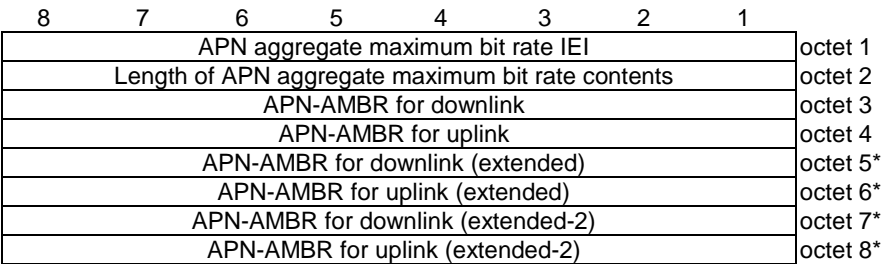 8 7 6 5 4 3 2 1
APN aggregate maximum bit rate IEI octet 1
Length of APN aggregate maximum bit rate contents octet 2
APN-AMBR for downlink octet 3
APN-AMBR for uplink octet 4
APN-AMBR for downlink (extended) octet 5*
APN-AMBR for uplink (extended) octet 6*
APN-AMBR for downlink (extended-2) octet 7*
APN-AMBR for uplink (extended-2) octet 8*